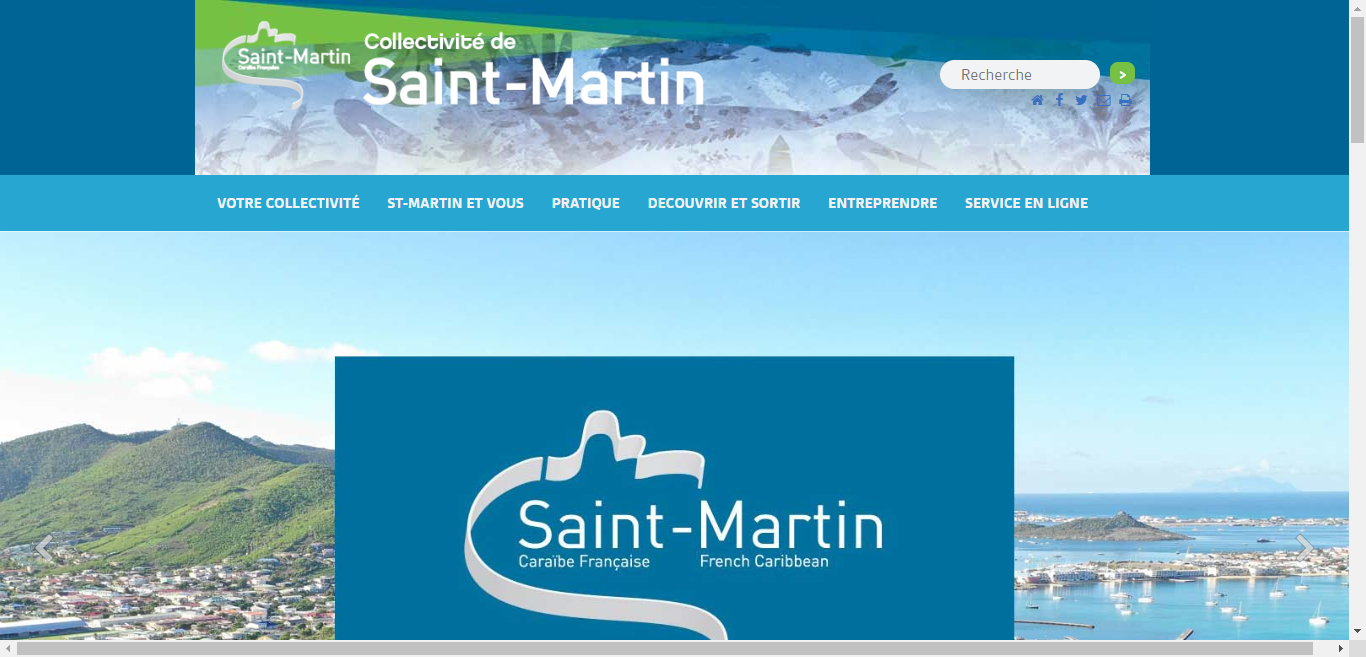 Saint-Martin
Caraïbe Française
Collectivité de
Saint-Martin
Recherche
>
VOTRE COLLECTIVITÉ
ST-MARTIN ET VOUS
PRATIQUE
DECOUVRIR ET SORTIR
ENTREPRENDRE
SERVICE EN LIGNE
Saint-Martin
Caraïbe Française
French Caribbean